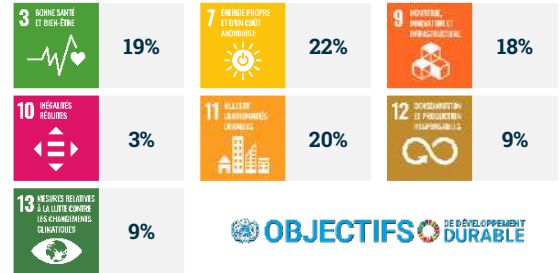 3 BONNE SANTÉ
ET BIEN-ÊTRE
19%
7 ÉNERGIE PROPRE
ET D'UN COÛT
ABORDABLE
22%
9 INDUSTRIE,
INNOVATION ET
INFRASTRUCTURE
18%
10 INÉGALITÉS
RÉDUITES
3%
11 VILLES ET
COMMUNAUTÉS
DURABLES
20%
12 CONSOMMATION
ET PRODUCTION
RESPONSABLES
9%
13 MESURES RELATIVES
À LA LUTTE CONTRE
LES CHANGEMENTS
CLIMATIQUES
9%
OBJECTIFS DE DÉVELOPPEMENT
DURABLE